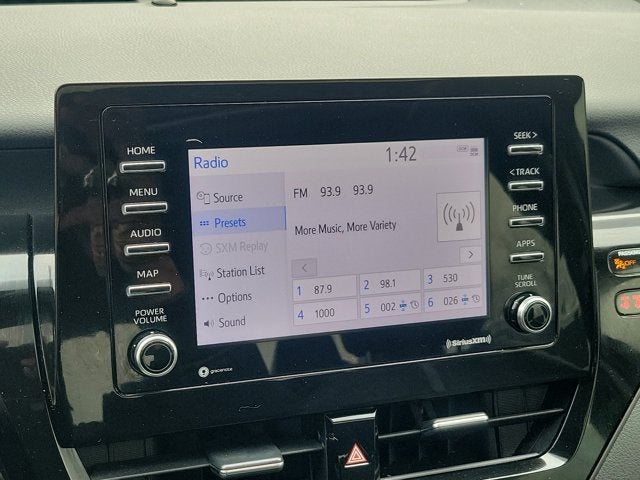 HOME
MENU
AUDIO
MAP
POWER
VOLUME
Radio
1:42
Source
Presets
SXM Replay
Station List
Options
Sound
FM 93.9 93.9
More Music, More Variety
1 87.9
2 98.1
3 530
4 1000
5 002
6 026
SEEK >
< TRACK
PHONE
APPS
TUNE
SCROLL
gracenote
SiriusXM
OFF